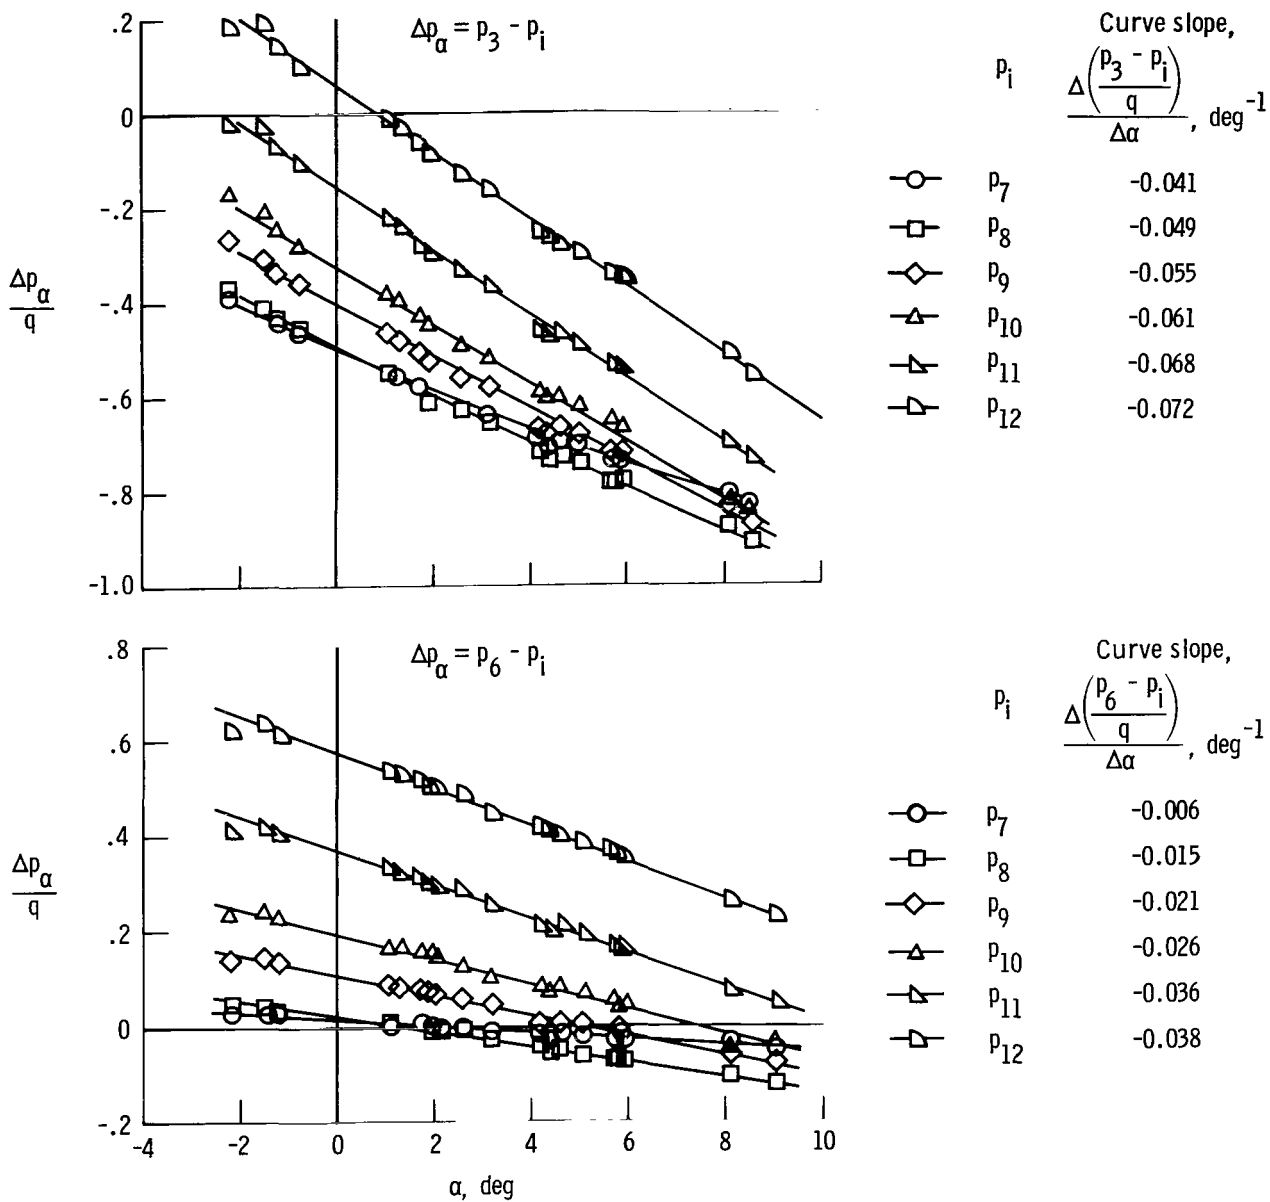 Δp_α = p_3 - p_i
.2
0
-.2
-.4
-.6
-.8
-1.0
Δp_α
q
Curve slope,
p_i
Δ(p_3 - p_i / q) / Δα, deg^-1
p_7 -0.041
p_8 -0.049
p_9 -0.055
p_10 -0.061
p_11 -0.068
p_12 -0.072
Δp_α = p_6 - p_i
.8
.6
.4
.2
0
-.2
Δp_α
q
-4 -2 0 2 4 6 8 10
α, deg
Curve slope,
p_i
Δ(p_6 - p_i / q) / Δα, deg^-1
p_7 -0.006
p_8 -0.015
p_9 -0.021
p_10 -0.026
p_11 -0.036
p_12 -0.038